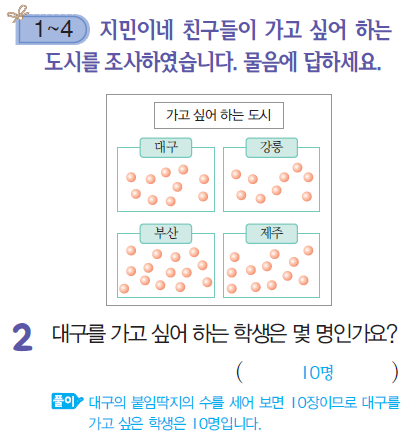 1~4 지민이네 친구들이 가고 싶어 하는
도시를 조사하였습니다. 물음에 답하세요.
가고 싶어 하는 도시
대구
강릉
부산
제주
2 대구를 가고 싶어 하는 학생은 몇 명인가요?
( 10명 )
풀이 대구의 붙임딱지의 수를 세어 보면 10장이므로 대구를
가고 싶은 학생은 10명입니다.